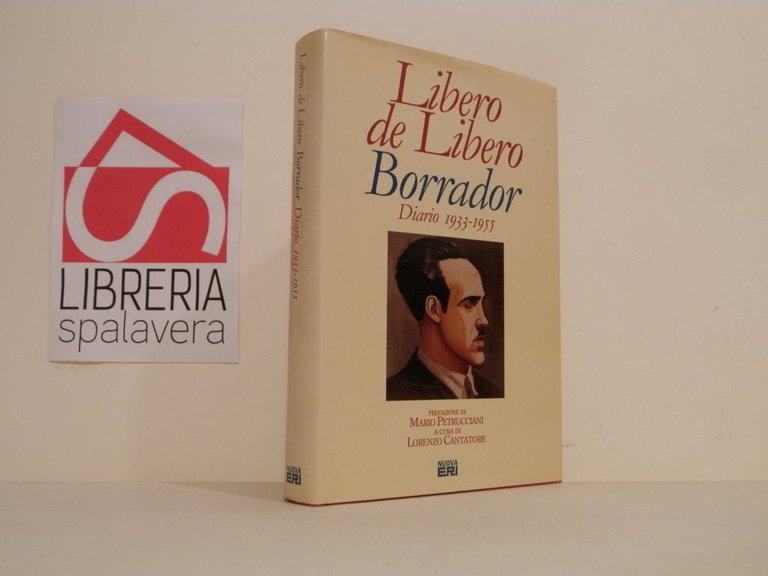 LIBRERIA
spalavera
Libero de Libero Borrador Diario 1933-1955
NUOVA
ERI
Libero
de Libero
Borrador
Diario 1933-1955
PREFAZIONE DI
MARIO PETRUCCIANI
A CURA DI
LORENZO CANTATORE
NUOVA
ERI